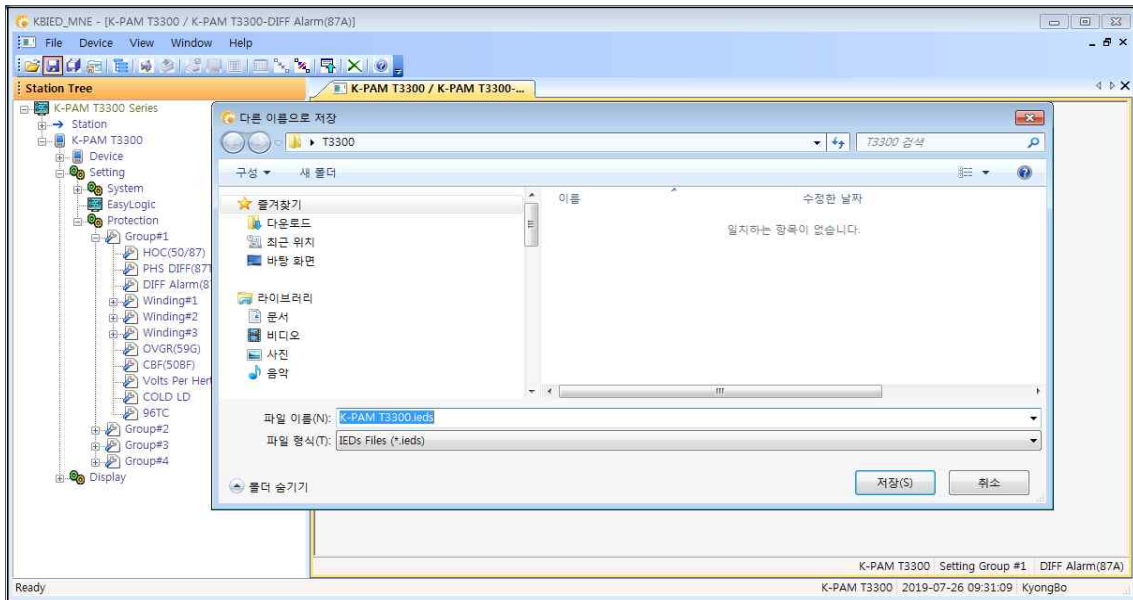 KBIED_MNE - [K-PAM T3300 / K-PAM T3300-DIFF Alarm(87A)]
File Device View Window Help
Station Tree
K-PAM T3300 / K-PAM T3300-...
K-PAM T3300 Series
Station
K-PAM T3300
Device
Setting
System
EasyLogic
Protection
Group#1
HOC(50/87)
PHS DIFF(87T
DIFF Alarm(8
Winding#1
Winding#2
Winding#3
OVGR(59G)
CBF(50BF)
Volts Per Her
COLD LD
96TC
Group#2
Group#3
Group#4
Display
다른 이름으로 저장
T3300
T3300 검색
구성 새 폴더
이름 수정한 날짜
일치하는 항목이 없습니다.
즐겨찾기
다운로드
최근 위치
바탕 화면
라이브러리
문서
비디오
사진
음악
파일 이름(N): K-PAM T3300.ieds
파일 형식(T): IEDs Files (*.ieds)
폴더 숨기기
저장(S) 취소
K-PAM T3300 Setting Group #1 DIFF Alarm(87A)
Ready K-PAM T3300 2019-07-26 09:31:09 KyongBo